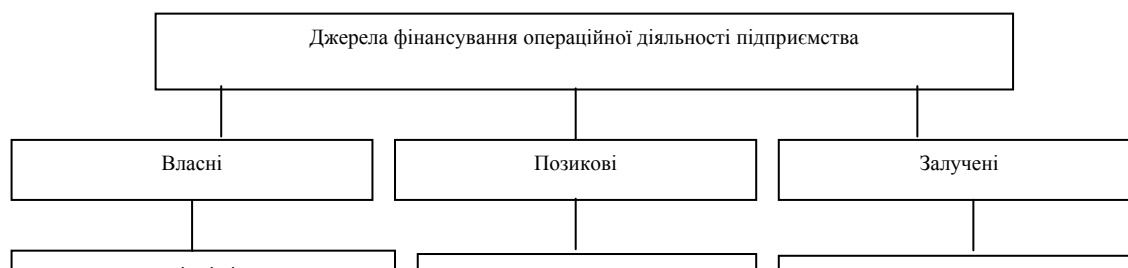 Джерела фінансування операційної діяльності підприємства
Власні
Позикові
Залучені